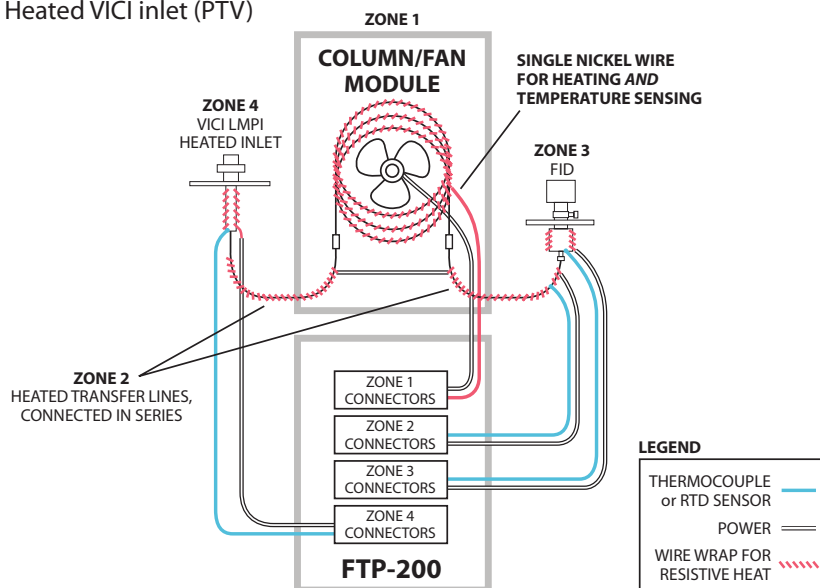 Heated VICI inlet (PTV)
ZONE 1
COLUMN/FAN
MODULE
SINGLE NICKEL WIRE
FOR HEATING AND
TEMPERATURE SENSING
ZONE 4
VICI LMPI
HEATED INLET
ZONE 3
FID
ZONE 2
HEATED TRANSFER LINES,
CONNECTED IN SERIES
ZONE 1
CONNECTORS
ZONE 2
CONNECTORS
ZONE 3
CONNECTORS
ZONE 4
CONNECTORS
FTP-200
LEGEND
THERMOCOUPLE
or RTD SENSOR
POWER
WIRE WRAP FOR
RESISTIVE HEAT